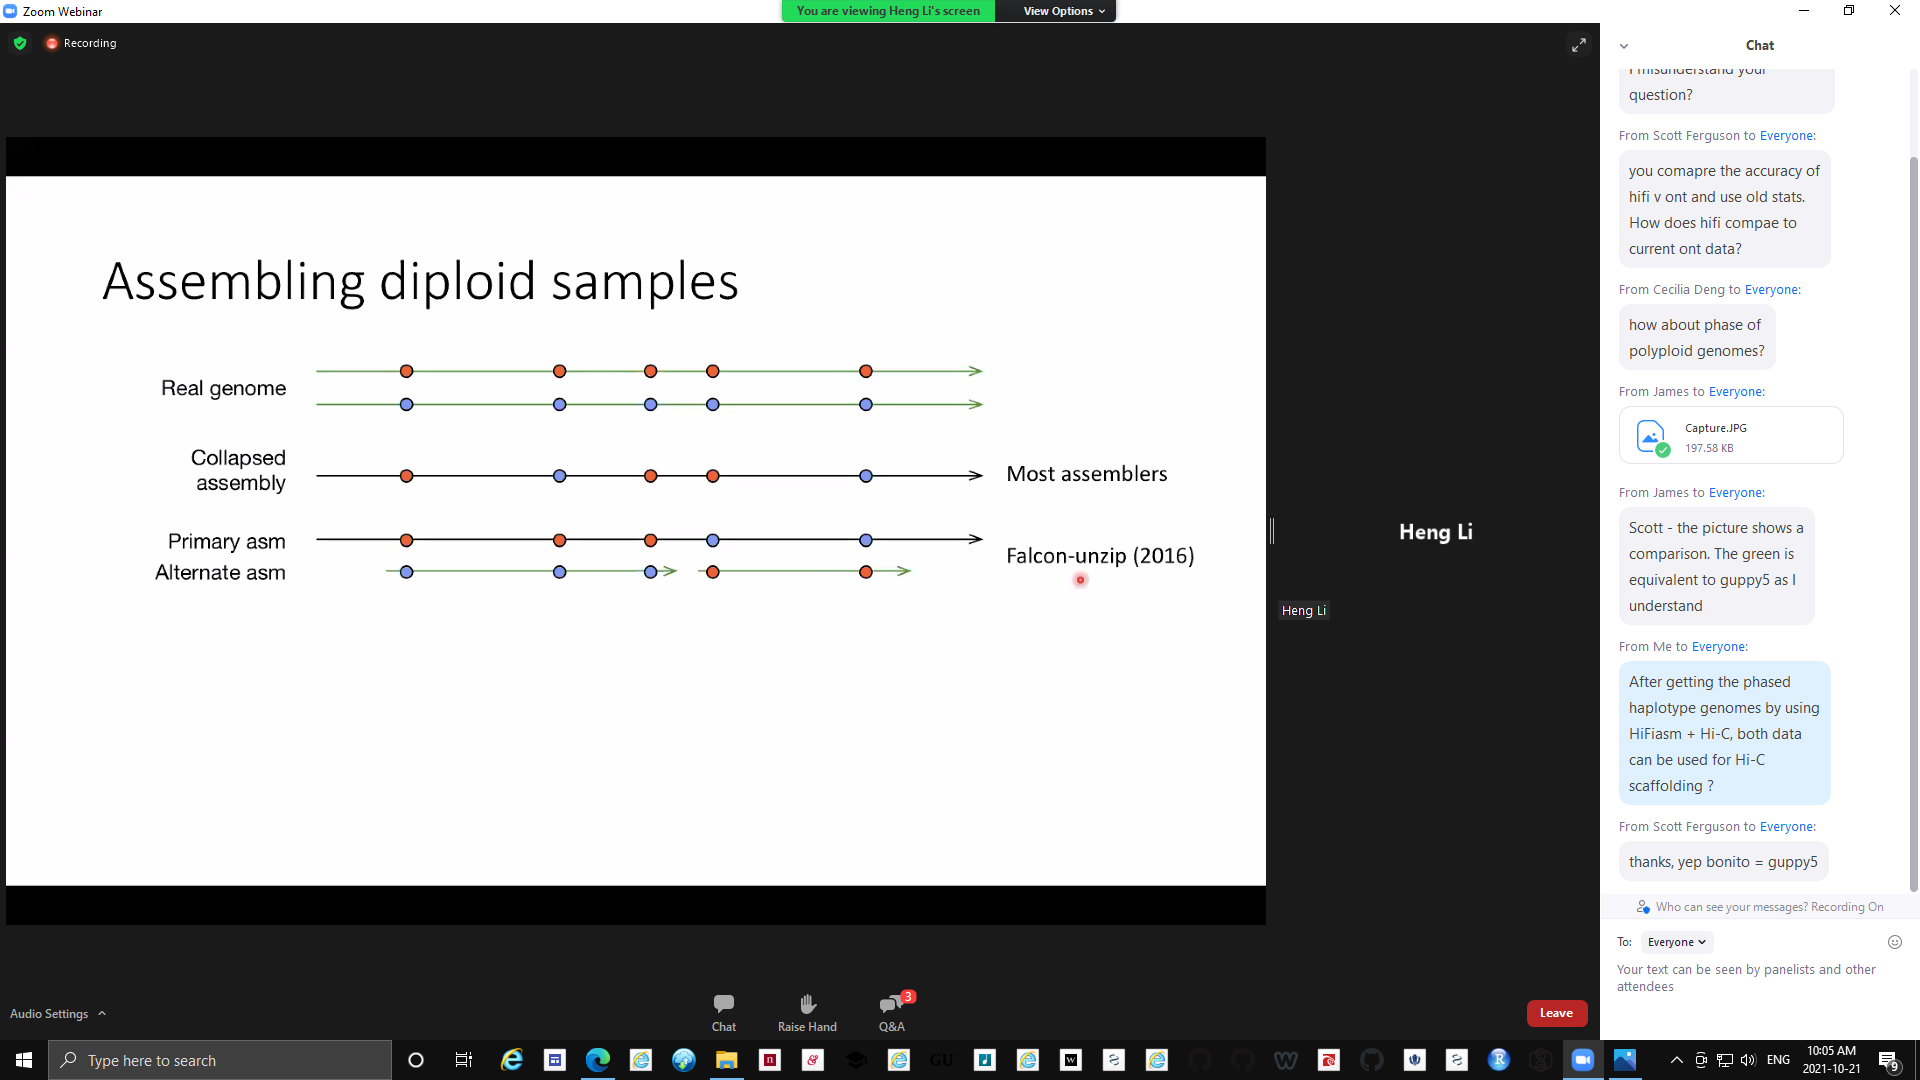 Zoom Webinar
You are viewing Heng Li's screen
View Options
Recording
Assembling diploid samples
Real genome
Collapsed
assembly
Most assemblers
Primary asm
Alternate asm
Falcon-unzip (2016)
Heng Li
Heng Li
Chat
I misunderstand your
question?
From Scott Ferguson to Everyone:
you comapre the accuracy of
hifi v ont and use old stats.
How does hifi compae to
current ont data?
From Cecilia Deng to Everyone:
how about phase of
polyploid genomes?
From James to Everyone:
Capture.JPG
197.58 KB
From James to Everyone:
Scott - the picture shows a
comparison. The green is
equivalent to guppy5 as I
understand
From Me to Everyone:
After getting the phased
haplotype genomes by using
HiFiasm + Hi-C, both data
can be used for Hi-C
scaffolding ?
From Scott Ferguson to Everyone:
thanks, yep bonito = guppy5
Who can see your messages? Recording On
To: Everyone
Your text can be seen by panelists and other
attendees
Audio Settings
Chat
Raise Hand
Q&A
3
Leave
Type here to search
GU
ENG
10:05 AM
2021-10-21
9